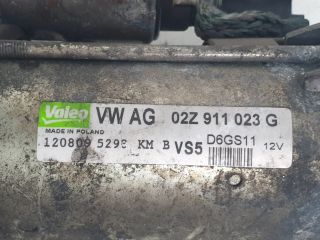 Valeo VW AG 02Z 911 023 G
MADE IN POLAND D6GS11
120809 5298 KM B VS5 12V